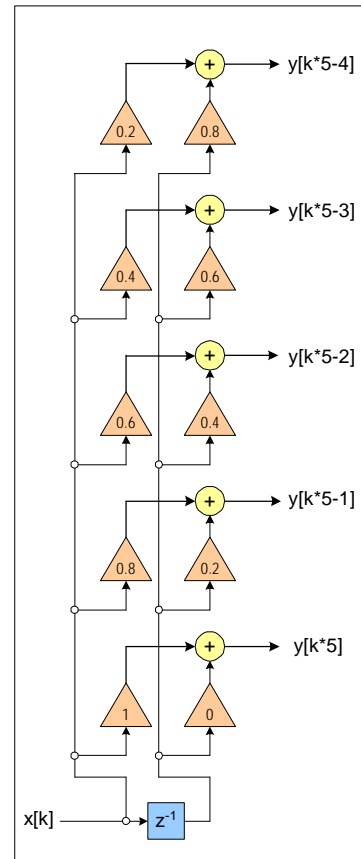 + y[k*5-4]
0.2 0.8
+ y[k*5-3]
0.4 0.6
+ y[k*5-2]
0.6 0.4
+ y[k*5-1]
0.8 0.2
+ y[k*5]
1 0
x[k] z⁻¹